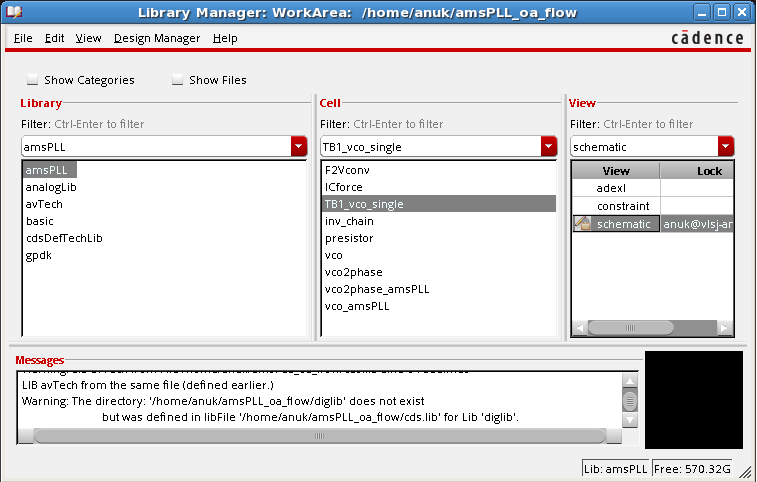 Library Manager: WorkArea: /home/anuk/amsPLL_oa_flow
File Edit View Design Manager Help
cādence
Show Categories Show Files
Library
Filter: Ctrl-Enter to filter
amsPLL
amsPLL
analogLib
avTech
basic
cdsDefTechLib
gpdk
Cell
Filter: Ctrl-Enter to filter
TB1_vco_single
F2Vconv
ICforce
TB1_vco_single
inv_chain
presistor
vco
vco2phase
vco2phase_amsPLL
vco_amsPLL
View
Filter: Ctrl-Enter to filter
schematic
View Lock
adexl
constraint
schematic anuk@vlsj-ar
Messages
LIB avTech from the same file (defined earlier.)
Warning: The directory: '/home/anuk/amsPLL_oa_flow/diglib' does not exist
but was defined in libFile '/home/anuk/amsPLL_oa_flow/cds.lib' for Lib 'diglib'.
Lib: amsPLL Free: 570.32G